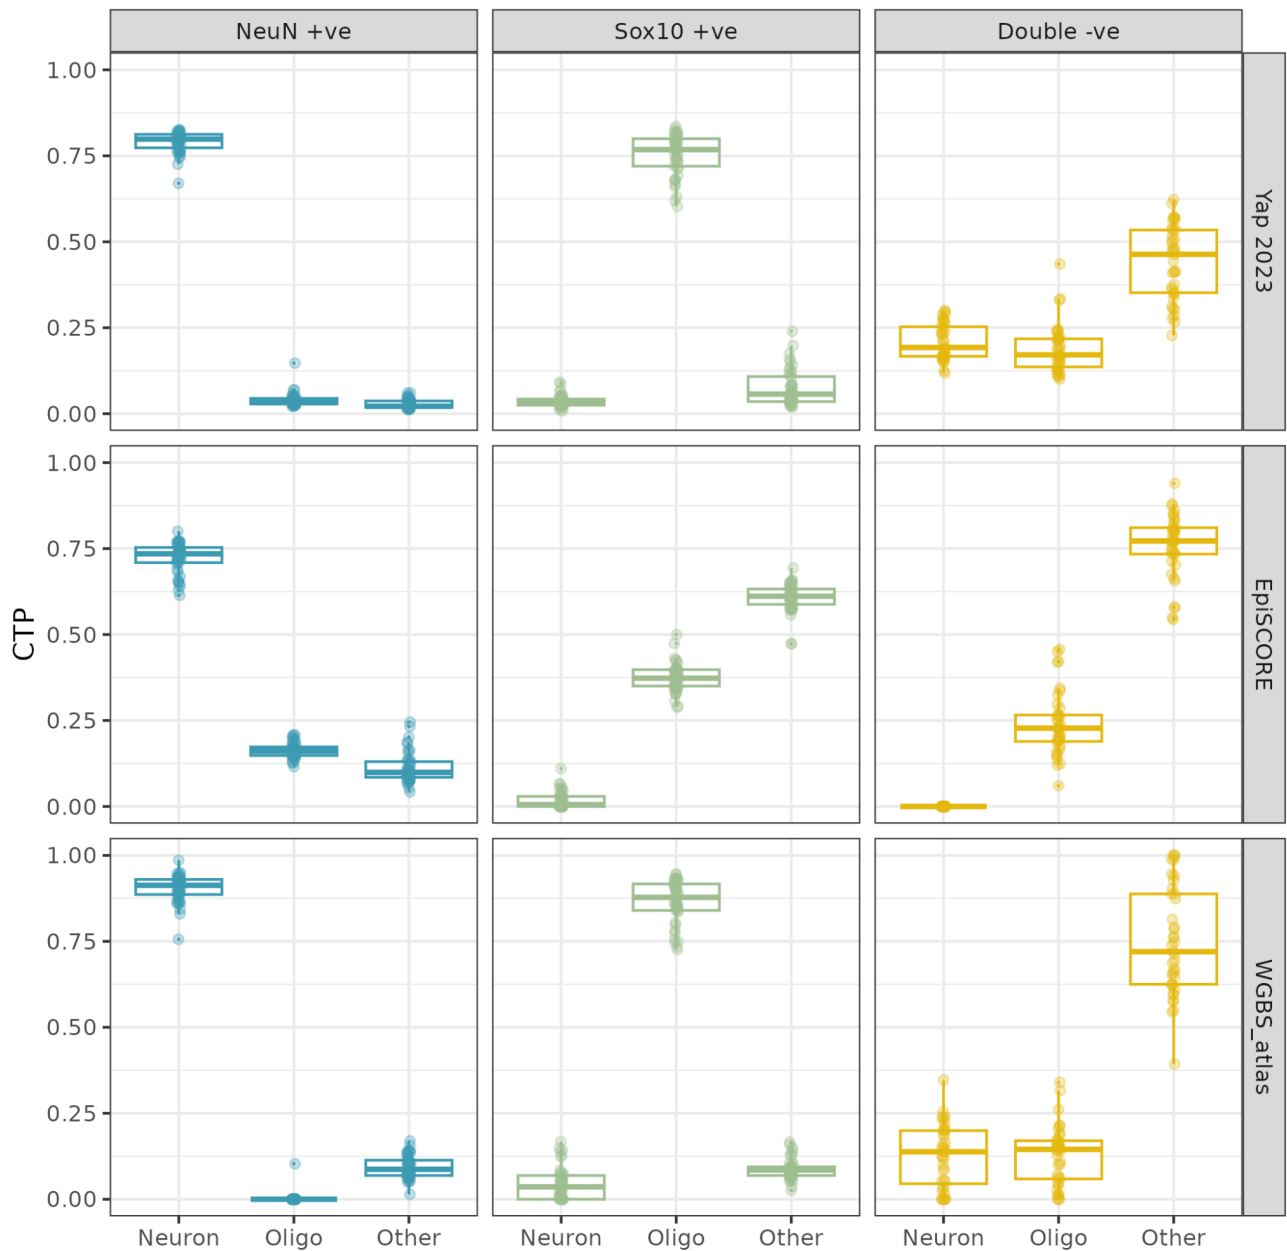 NeuN +ve
Sox10 +ve
Double -ve
1.00
0.75
0.50
0.25
0.00
Yap 2023
1.00
0.75
0.50
0.25
0.00
EpiSCORE
CTP
1.00
0.75
0.50
0.25
0.00
WGBS_atlas
Neuron Oligo Other
Neuron Oligo Other
Neuron Oligo Other